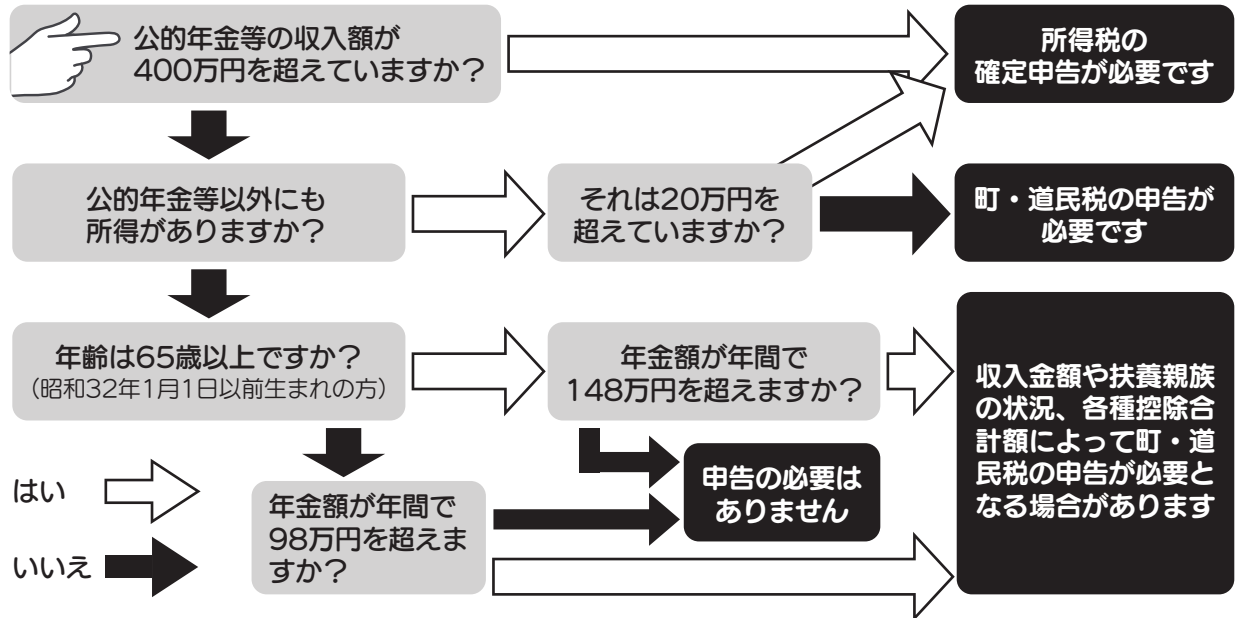 公的年金等の収入額が
400万円を超えていますか？
所得税の
確定申告が必要です
公的年金等以外にも
所得がありますか？
それは20万円を
超えていますか？
町・道民税の申告が
必要です
年齢は65歳以上ですか？
（昭和32年1月1日以前生まれの方）
年金額が年間で
148万円を超えますか？
収入金額や扶養親族
の状況、各種控除合
計額によって町・道
民税の申告が必要と
なる場合があります
申告の必要は
ありません
年金額が年間で
98万円を超えま
すか？
はい
いいえ